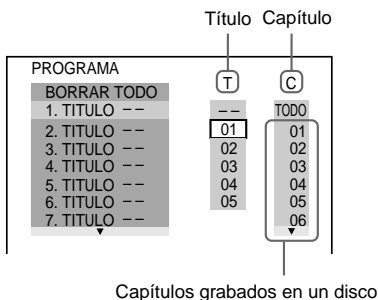 Título Capítulo
PROGRAMA
T C
BORRAR TODO
1. TITULO – – – – TODO
2. TITULO – – 01 01
3. TITULO – – 02 02
4. TITULO – – 03 03
5. TITULO – – 04 04
6. TITULO – – 05 05
7. TITULO – – 06
Capítulos grabados en un disco